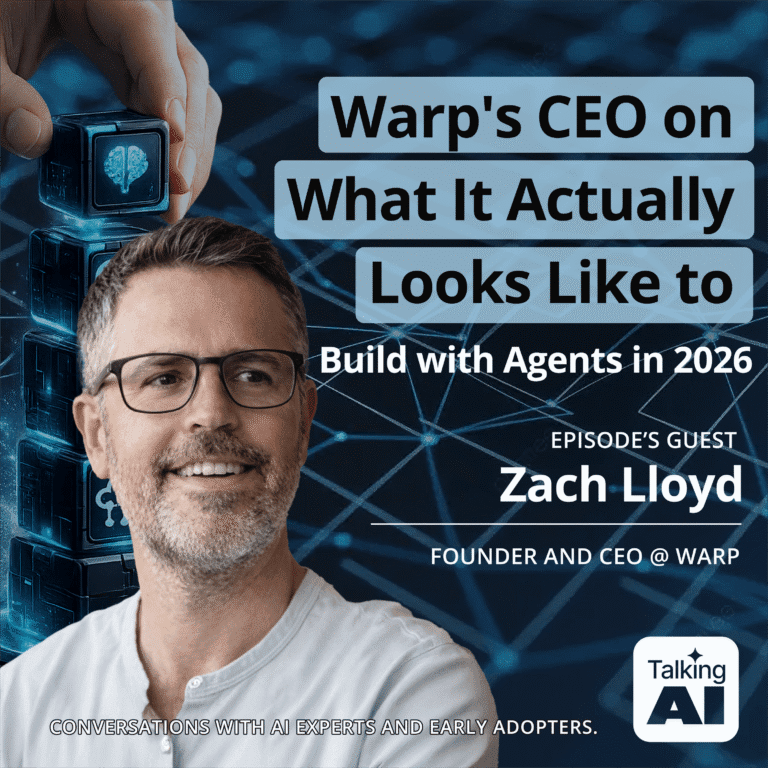 Warp's CEO on
What It Actually
Looks Like to
Build with Agents in 2026
EPISODE’S GUEST
Zach Lloyd
FOUNDER AND CEO @ WARP
Talking
AI
CONVERSATIONS WITH AI EXPERTS AND EARLY ADOPTERS.